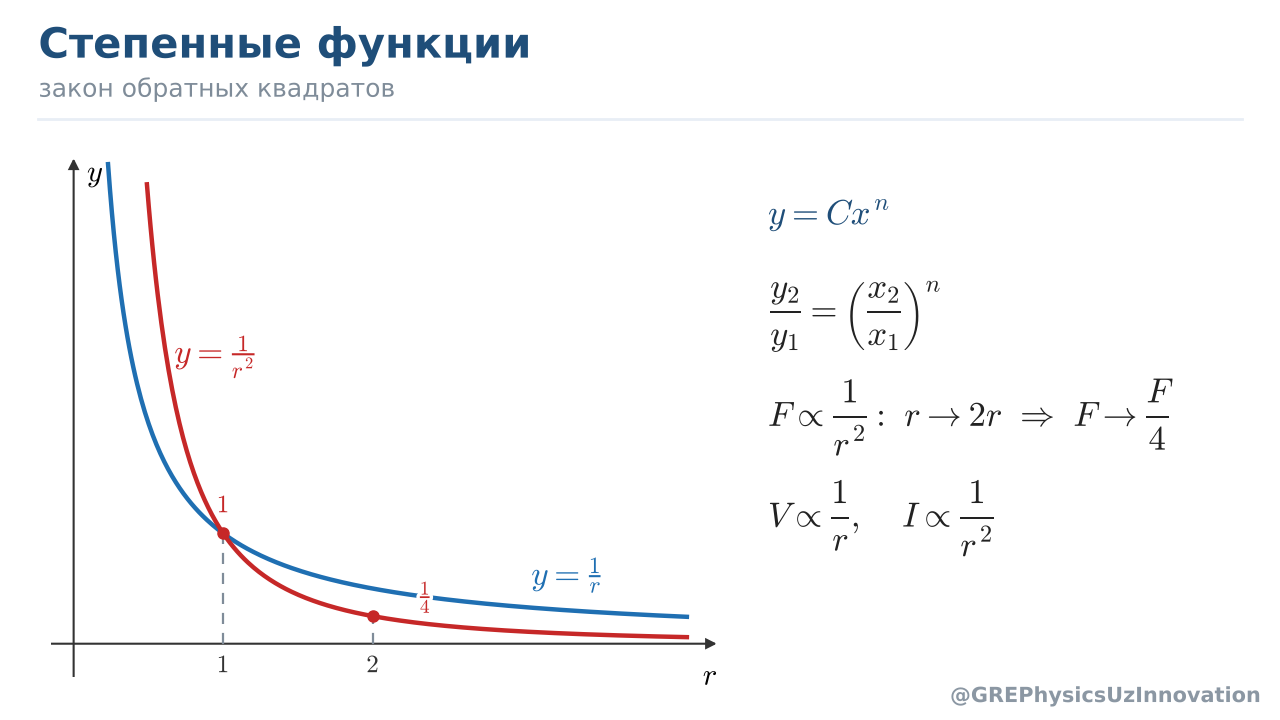 Степенные функции
закон обратных квадратов
y
y = 1/r²
1
1/4
y = 1/r
1 2
r
y = Cxⁿ
y₂/y₁ = (x₂/x₁)ⁿ
F ∝ 1/r² : r → 2r ⇒ F → F/4
V ∝ 1/r, I ∝ 1/r²
@GREPhysicsUzInnovation